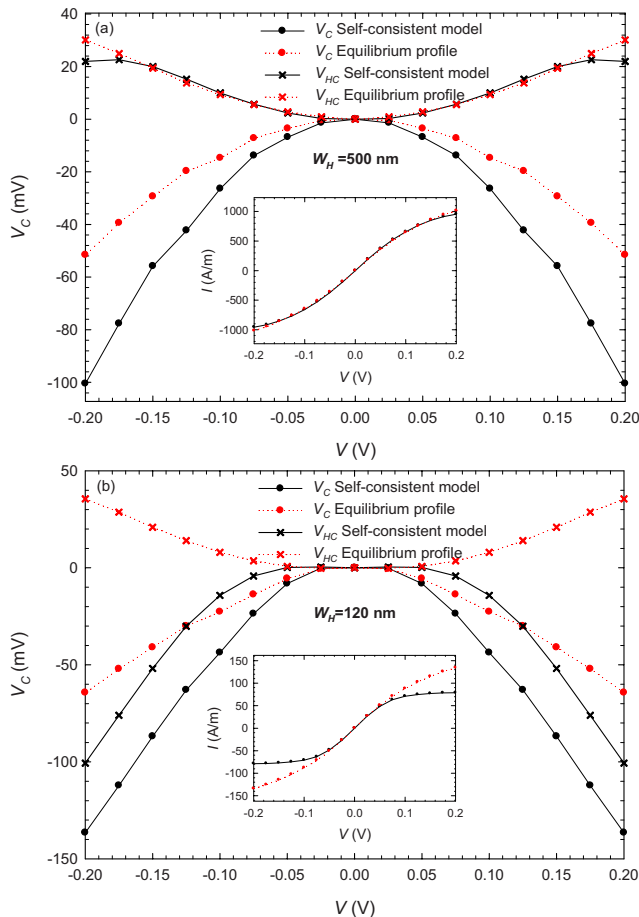 (a)
V_C Self-consistent model
V_C Equilibrium profile
V_HC Self-consistent model
V_HC Equilibrium profile
40
20
0
-20
-40
-60
-80
-100
V_C (mV)
W_H =500 nm
1000
500
0
-500
-1000
I (A/m)
-0.2 -0.1 0.0 0.1 0.2
V (V)
-0.20 -0.15 -0.10 -0.05 0.00 0.05 0.10 0.15 0.20
V (V)
(b)
V_C Self-consistent model
V_C Equilibrium profile
V_HC Self-consistent model
V_HC Equilibrium profile
50
0
-50
-100
-150
V_C (mV)
W_H=120 nm
150
100
50
0
-50
-100
-150
I (A/m)
-0.2 -0.1 0.0 0.1 0.2
V (V)
-0.20 -0.15 -0.10 -0.05 0.00 0.05 0.10 0.15 0.20
V (V)